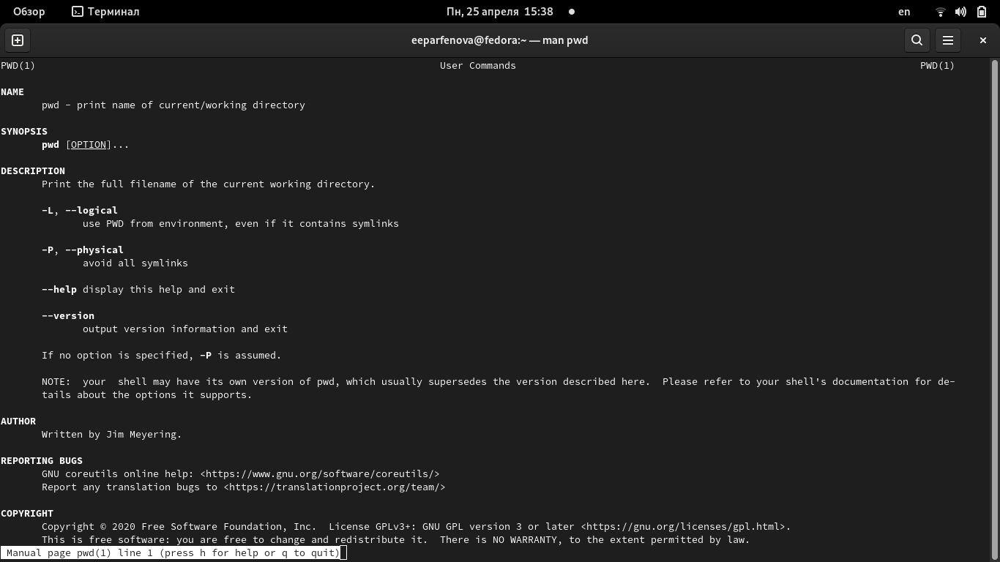 Обзор Терминал Пн, 25 апреля 15:38 en
eeparfenova@fedora:~ — man pwd
PWD(1) User Commands PWD(1)
NAME
pwd - print name of current/working directory
SYNOPSIS
pwd [OPTION]...
DESCRIPTION
Print the full filename of the current working directory.
-L, --logical
use PWD from environment, even if it contains symlinks
-P, --physical
avoid all symlinks
--help display this help and exit
--version
output version information and exit
If no option is specified, -P is assumed.
NOTE:  your  shell may have its own version of pwd, which usually supersedes the version described here.  Please refer to your shell's documentation for de-
tails about the options it supports.
AUTHOR
Written by Jim Meyering.
REPORTING BUGS
GNU coreutils online help: <https://www.gnu.org/software/coreutils/>
Report any translation bugs to <https://translationproject.org/team/>
COPYRIGHT
Copyright © 2020 Free Software Foundation, Inc.  License GPLv3+: GNU GPL version 3 or later <https://gnu.org/licenses/gpl.html>.
This is free software: you are free to change and redistribute it.  There is NO WARRANTY, to the extent permitted by law.
Manual page pwd(1) line 1 (press h for help or q to quit)